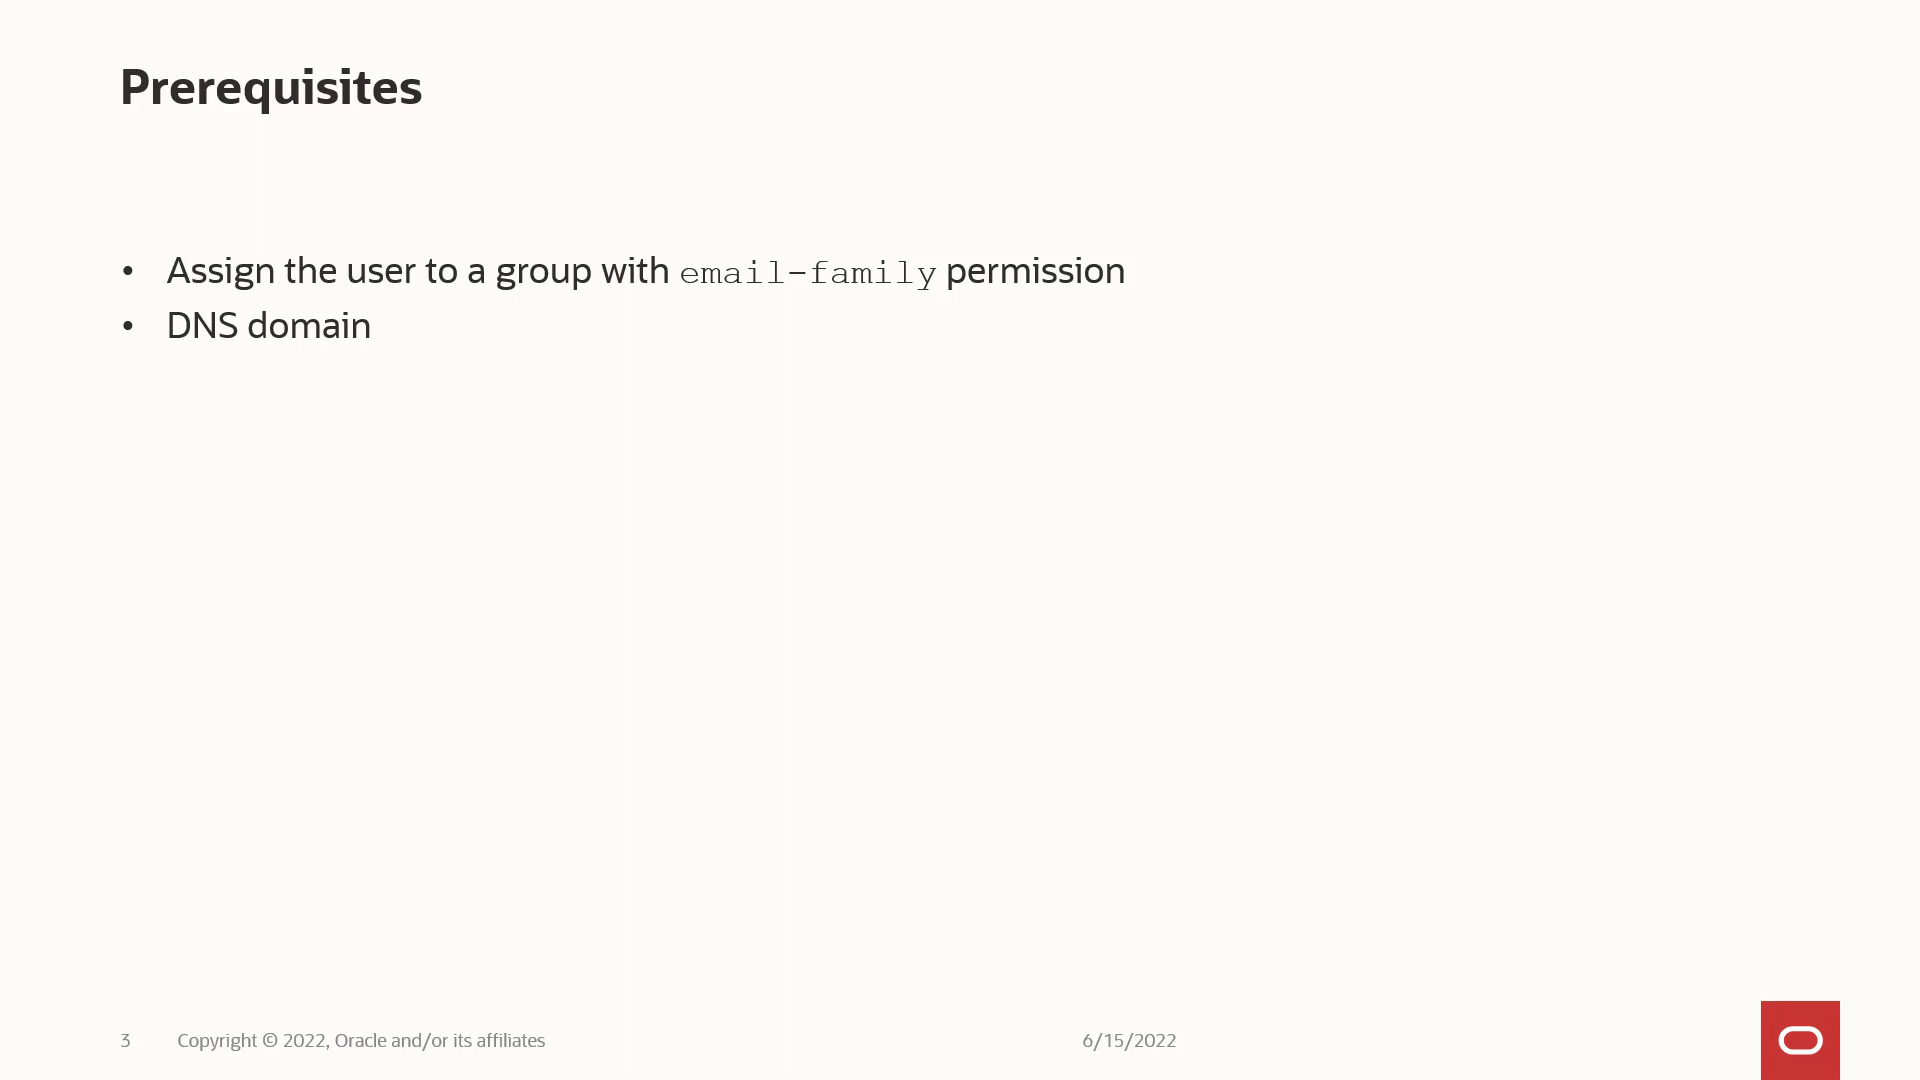 Prerequisites
• Assign the user to a group with email-family permission
• DNS domain
3 Copyright © 2022, Oracle and/or its affiliates 6/15/2022